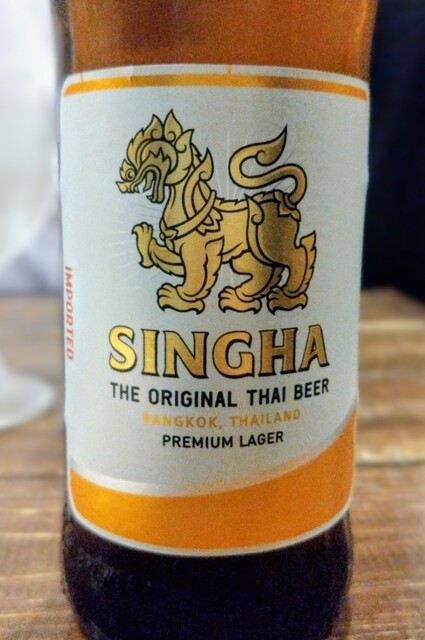 IMPORTED
SINGHA
THE ORIGINAL THAI BEER
BANGKOK, THAILAND
PREMIUM LAGER